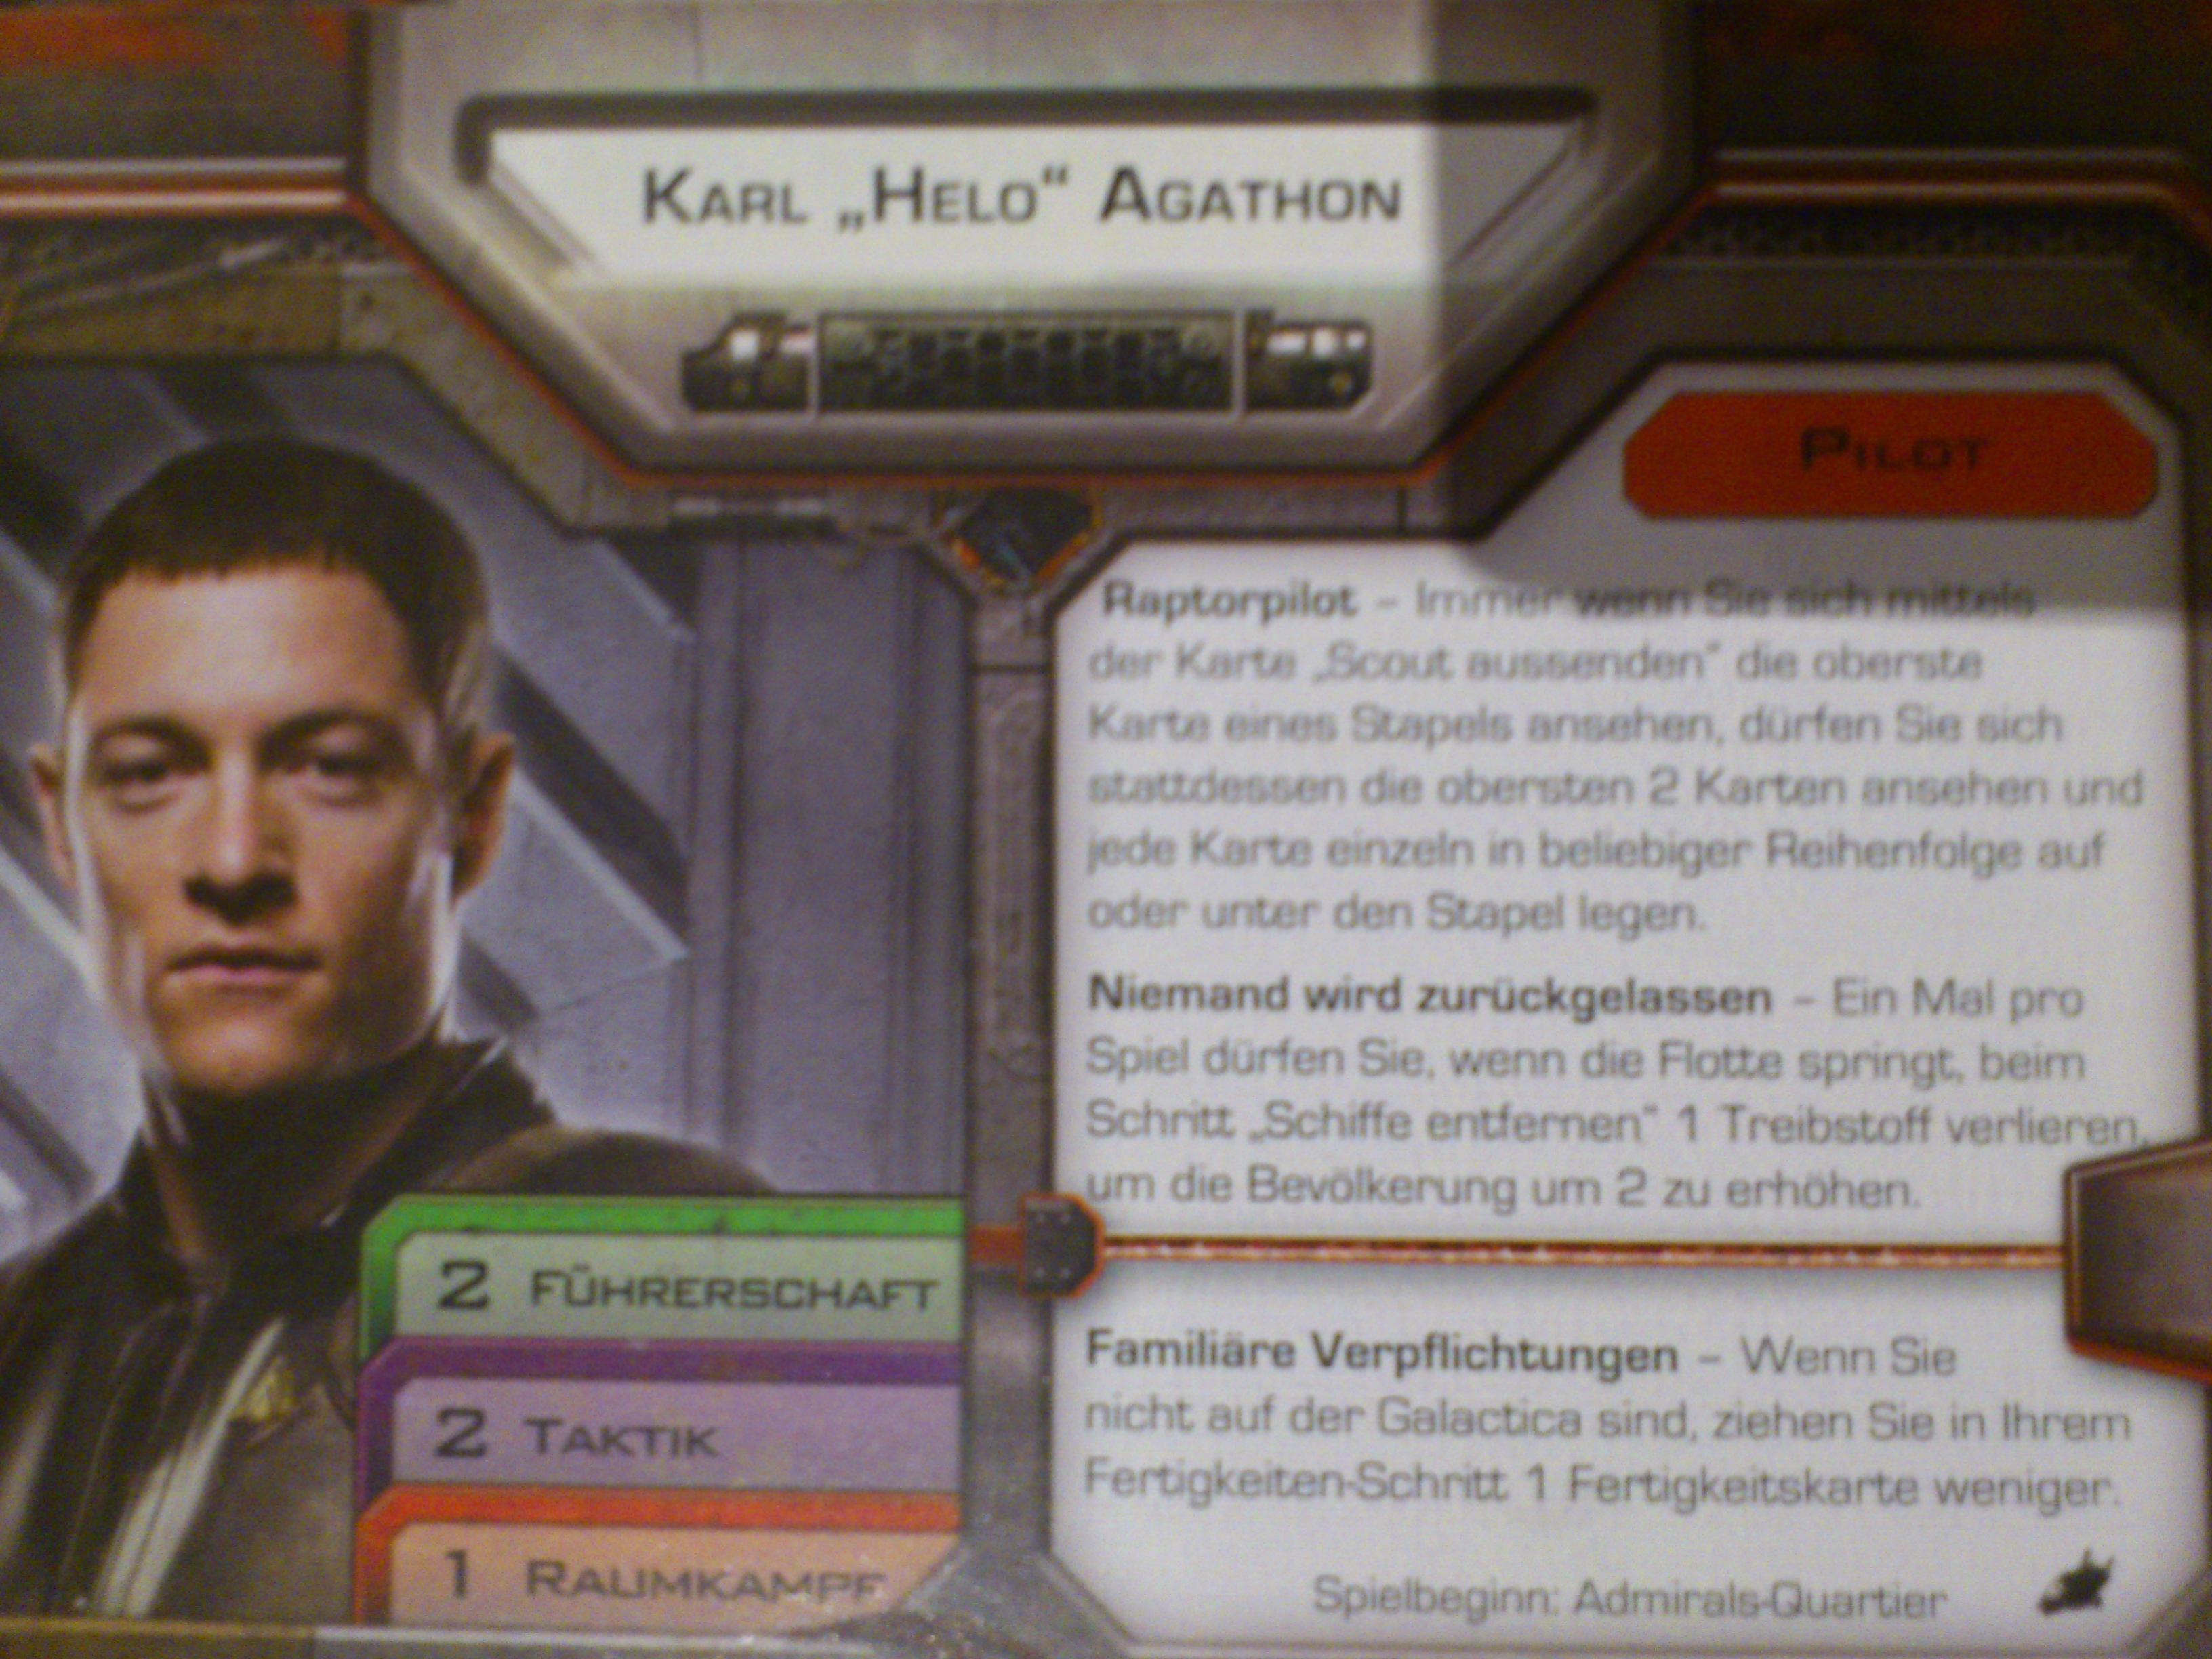 Karl „Helo“ Agathon
Pilot
Raptorpilot – Immer wenn Sie sich mittels
der Karte „Scout aussenden“ die oberste
Karte eines Stapels ansehen, dürfen Sie sich
stattdessen die obersten 2 Karten ansehen und
jede Karte einzeln in beliebiger Reihenfolge auf
oder unter den Stapel legen.
Niemand wird zurückgelassen – Ein Mal pro
Spiel dürfen Sie, wenn die Flotte springt, beim
Schritt „Schiffe entfernen“ 1 Treibstoff verlieren,
um die Bevölkerung um 2 zu erhöhen.
Familiäre Verpflichtungen – Wenn Sie
nicht auf der Galactica sind, ziehen Sie in Ihrem
Fertigkeiten-Schritt 1 Fertigkeitskarte weniger.
Spielbeginn: Admirals-Quartier
2 Führerschaft
2 Taktik
1 Raumkampf